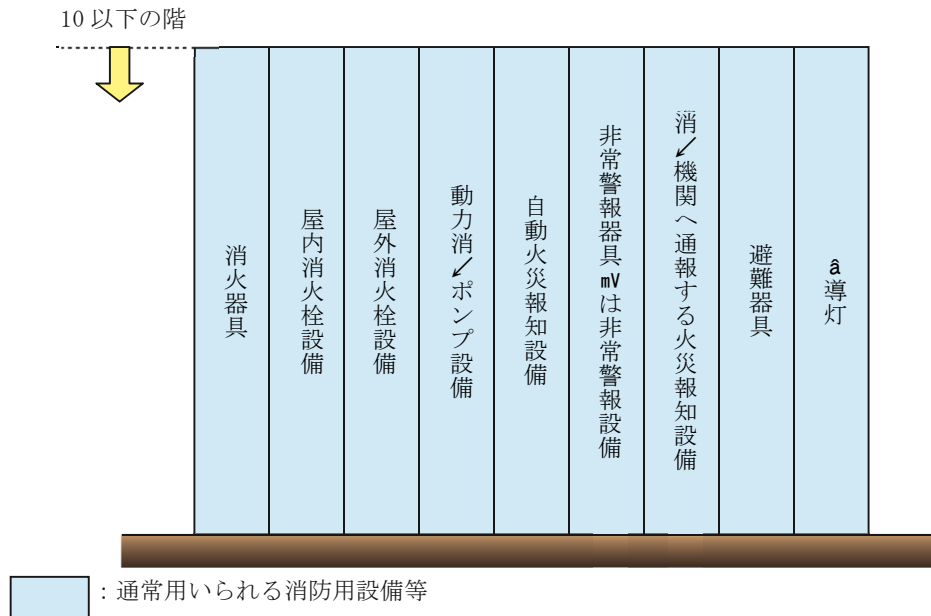 10 以下の階
消火器具
屋内消火栓設備
屋外消火栓設備
動力消↙ポンプ設備
自動火災報知設備
非常警報器具㎷は非常警報設備
消↙機関へ通報する火災報知設備
避難器具
â導灯
：通常用いられる消防用設備等